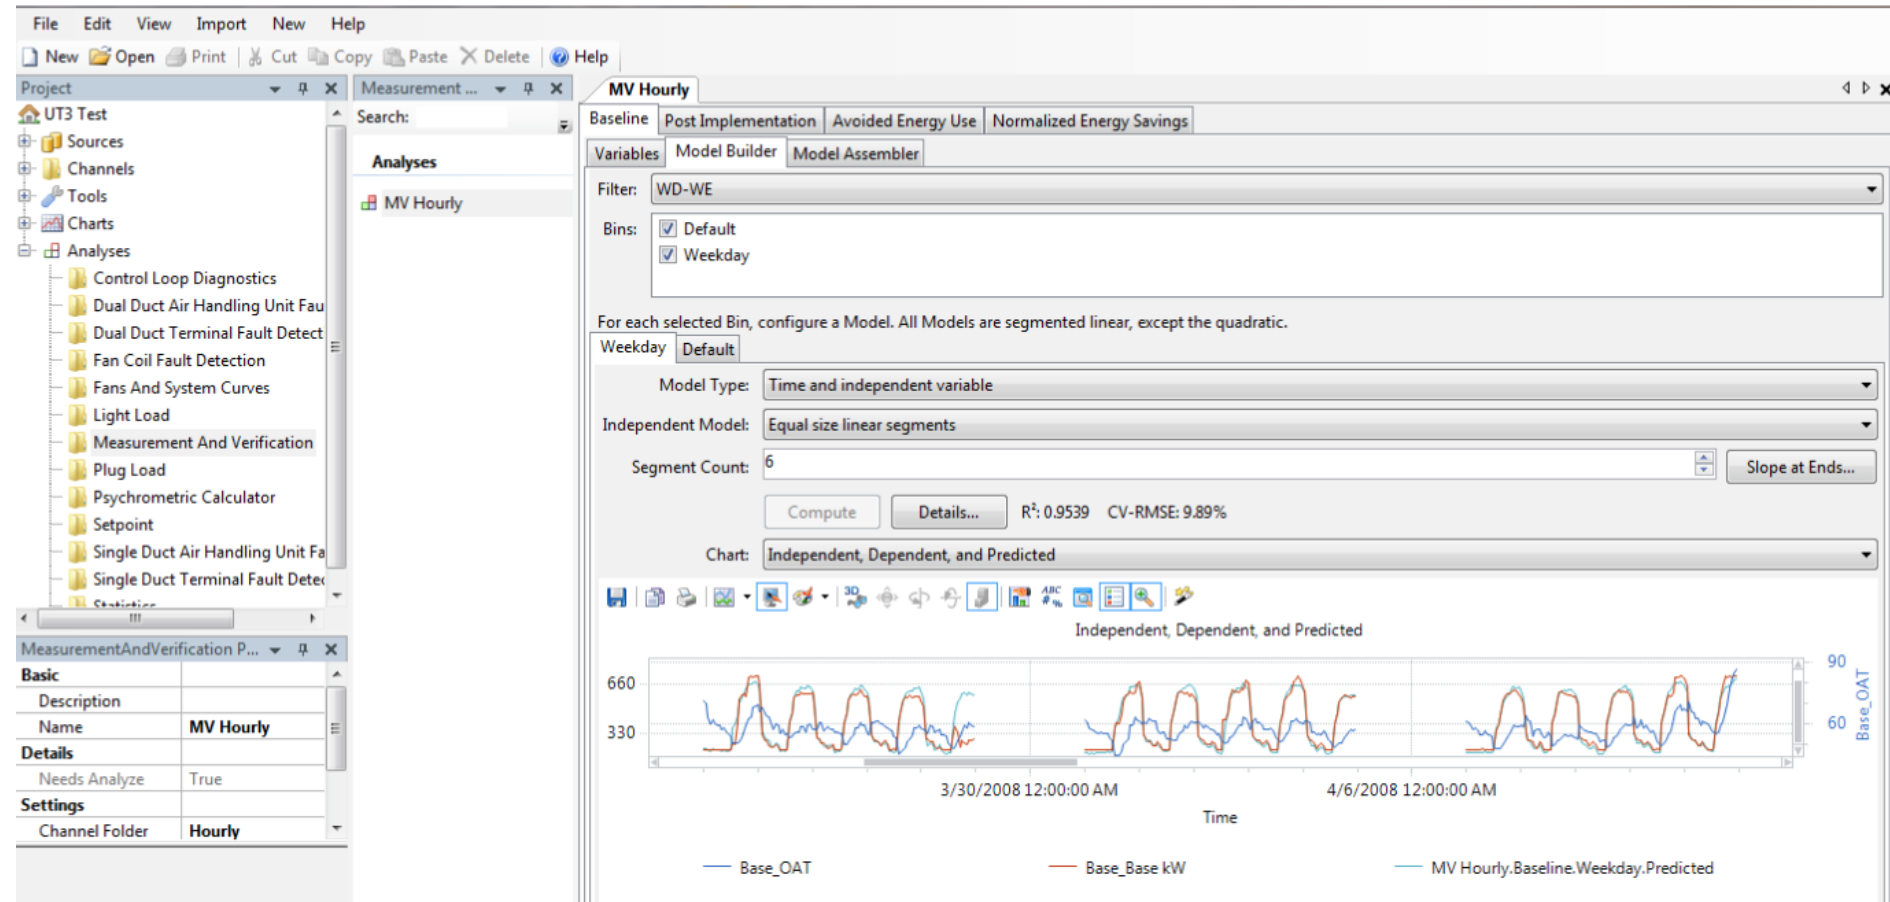 File Edit View Import New Help
New Open Print Cut Copy Paste Delete Help
Project
UT3 Test
Sources
Channels
Tools
Charts
Analyses
Control Loop Diagnostics
Dual Duct Air Handling Unit Fau
Dual Duct Terminal Fault Detect
Fan Coil Fault Detection
Fans And System Curves
Light Load
Measurement And Verification
Plug Load
Psychrometric Calculator
Setpoint
Single Duct Air Handling Unit Fa
Single Duct Terminal Fault Dete
Statistics
MeasurementAndVerification P...
Basic
Description
Name MV Hourly
Details
Needs Analyze True
Settings
Channel Folder Hourly
Measurement ...
Search:
Analyses
MV Hourly
MV Hourly
Baseline Post Implementation Avoided Energy Use Normalized Energy Savings
Variables Model Builder Model Assembler
Filter: WD-WE
Bins: Default
Weekday
For each selected Bin, configure a Model. All Models are segmented linear, except the quadratic.
Weekday Default
Model Type: Time and independent variable
Independent Model: Equal size linear segments
Segment Count: 6 Slope at Ends...
Compute Details... R²: 0.9539 CV-RMSE: 9.89%
Chart: Independent, Dependent, and Predicted
3D ABC #%
Independent, Dependent, and Predicted
660
330
90
60
Base_OAT
3/30/2008 12:00:00 AM 4/6/2008 12:00:00 AM
Time
Base_OAT Base_Base kW MV Hourly.Baseline.Weekday.Predicted